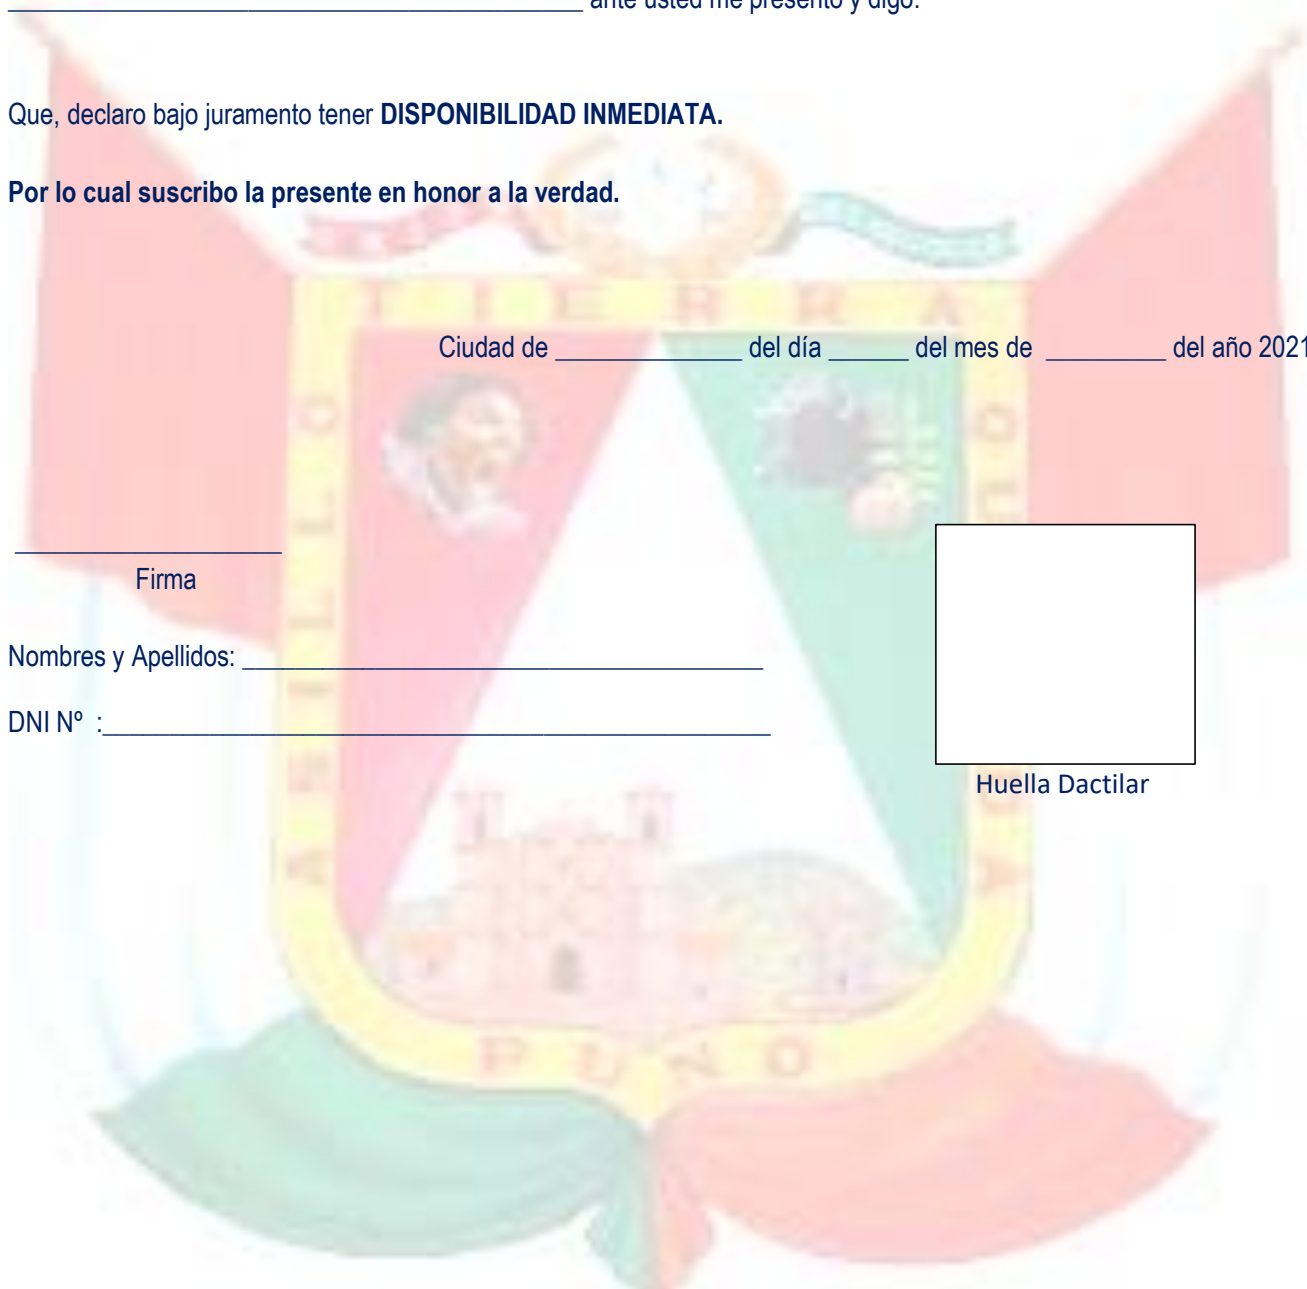 ________________________________________ ante usted me presento y digo:
Que, declaro bajo juramento tener DISPONIBILIDAD INMEDIATA.
Por lo cual suscribo la presente en honor a la verdad.
TIERRA
Ciudad de ______________ del día ______ del mes de _________ del año 2021
____________________
Firma
Nombres y Apellidos: _______________________________________
DNI Nº :__________________________________________________
Huella Dactilar
PUNO